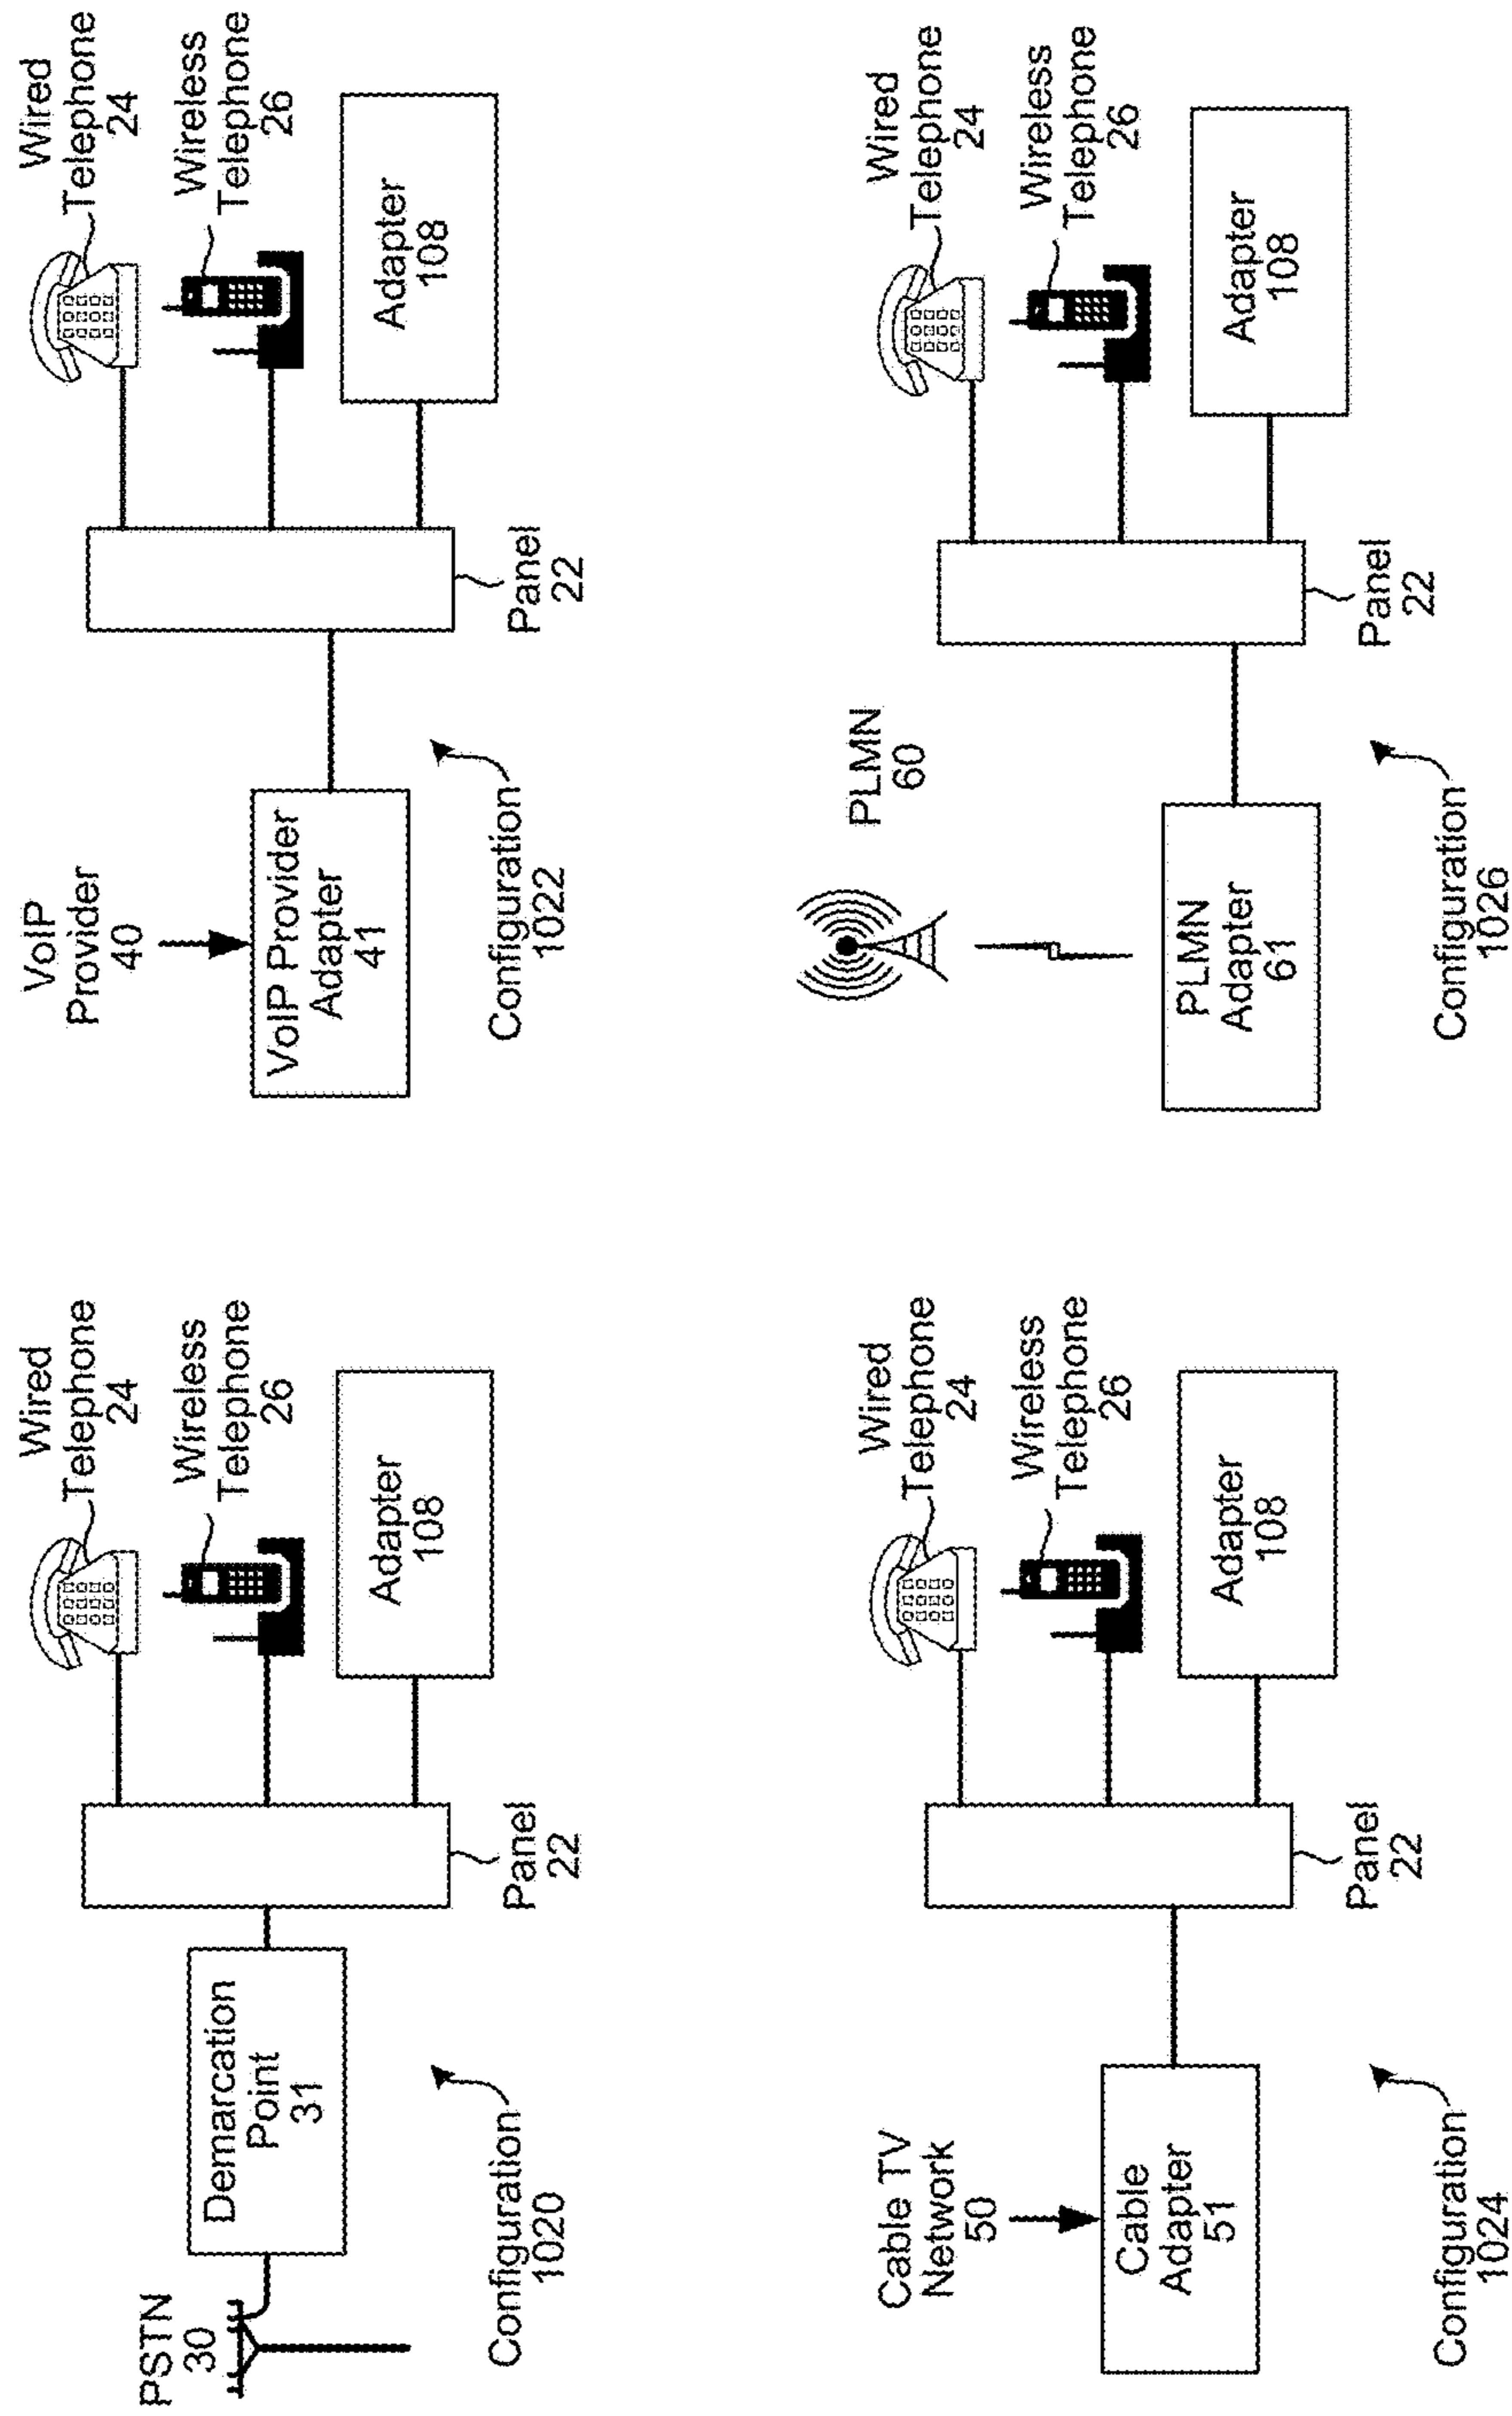 PSTN
30
Demarcation
Point
31
Configuration
1020
Panel
22
Wired
Telephone
24
Wireless
Telephone
26
Adapter
108
VoIP
Provider
40
VoIP Provider
Adapter
41
Configuration
1022
Panel
22
Wired
Telephone
24
Wireless
Telephone
26
Adapter
108
Cable TV
Network
50
Cable
Adapter
51
Configuration
1024
Panel
22
Wired
Telephone
24
Wireless
Telephone
26
Adapter
108
PLMN
60
PLMN
Adapter
61
Configuration
1026
Panel
22
Wired
Telephone
24
Wireless
Telephone
26
Adapter
108